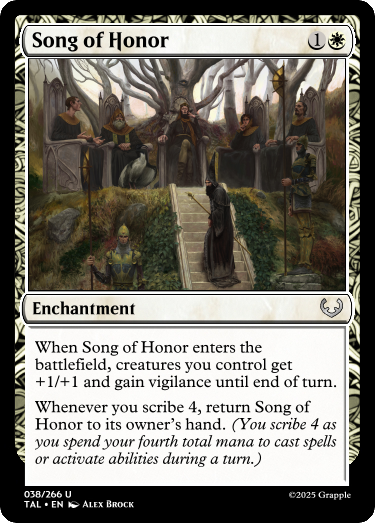 Song of Honor 1
Enchantment
When Song of Honor enters the
battlefield, creatures you control get
+1/+1 and gain vigilance until end of turn.
Whenever you scribe 4, return Song of
Honor to its owner's hand. (You scribe 4 as
you spend your fourth total mana to cast spells
or activate abilities during a turn.)
038/266 U
TAL • EN Alex Brock
©2025 Grapple